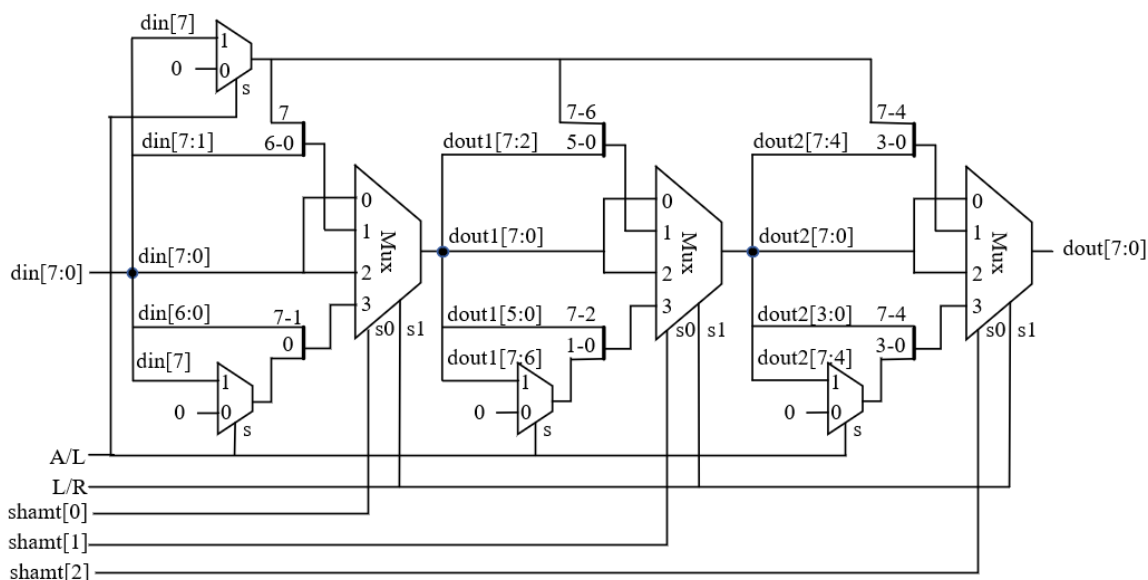 din[7]
1
0 0
s
7 7-6 7-4
din[7:1] 6-0 dout1[7:2] 5-0 dout2[7:4] 3-0
0 0 0
1 1 1
Mux Mux Mux
din[7:0] din[7:0] dout1[7:0] dout2[7:0] dout[7:0]
2 2 2
3 3 3
din[6:0] 7-1 dout1[5:0] 7-2 dout2[3:0] 7-4
s0 s1 s0 s1 s0 s1
0 1-0 3-0
din[7] dout1[7:6] dout2[7:4]
1 1 1
0 0 0 0 0 0
s s s
A/L
L/R
shamt[0]
shamt[1]
shamt[2]